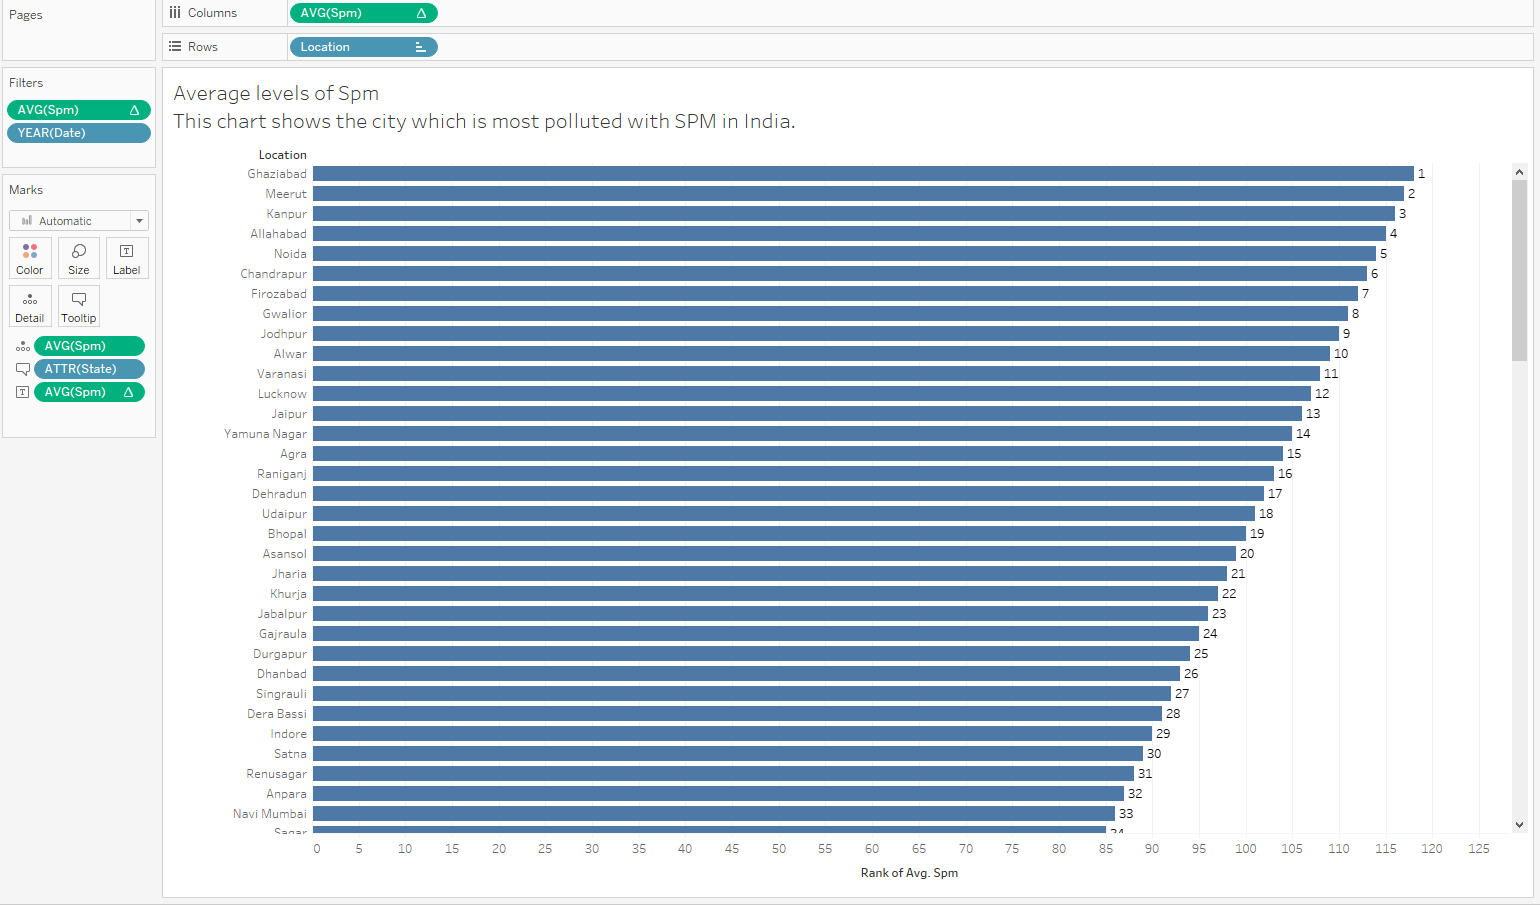 Pages
Columns
AVG(Spm)
Rows
Location
Filters
AVG(Spm)
YEAR(Date)
Marks
Automatic
Color
Size
Label
Detail
Tooltip
AVG(Spm)
ATTR(State)
AVG(Spm)
Average levels of Spm
This chart shows the city which is most polluted with SPM in India.
Location
Ghaziabad 1
Meerut 2
Kanpur 3
Allahabad 4
Noida 5
Chandrapur 6
Firozabad 7
Gwalior 8
Jodhpur 9
Alwar 10
Varanasi 11
Lucknow 12
Jaipur 13
Yamuna Nagar 14
Agra 15
Raniganj 16
Dehradun 17
Udaipur 18
Bhopal 19
Asansol 20
Jharia 21
Khurja 22
Jabalpur 23
Gajraula 24
Durgapur 25
Dhanbad 26
Singrauli 27
Dera Bassi 28
Indore 29
Satna 30
Renusagar 31
Anpara 32
Navi Mumbai 33
Sagar 34
0 5 10 15 20 25 30 35 40 45 50 55 60 65 70 75 80 85 90 95 100 105 110 115 120 125
Rank of Avg. Spm